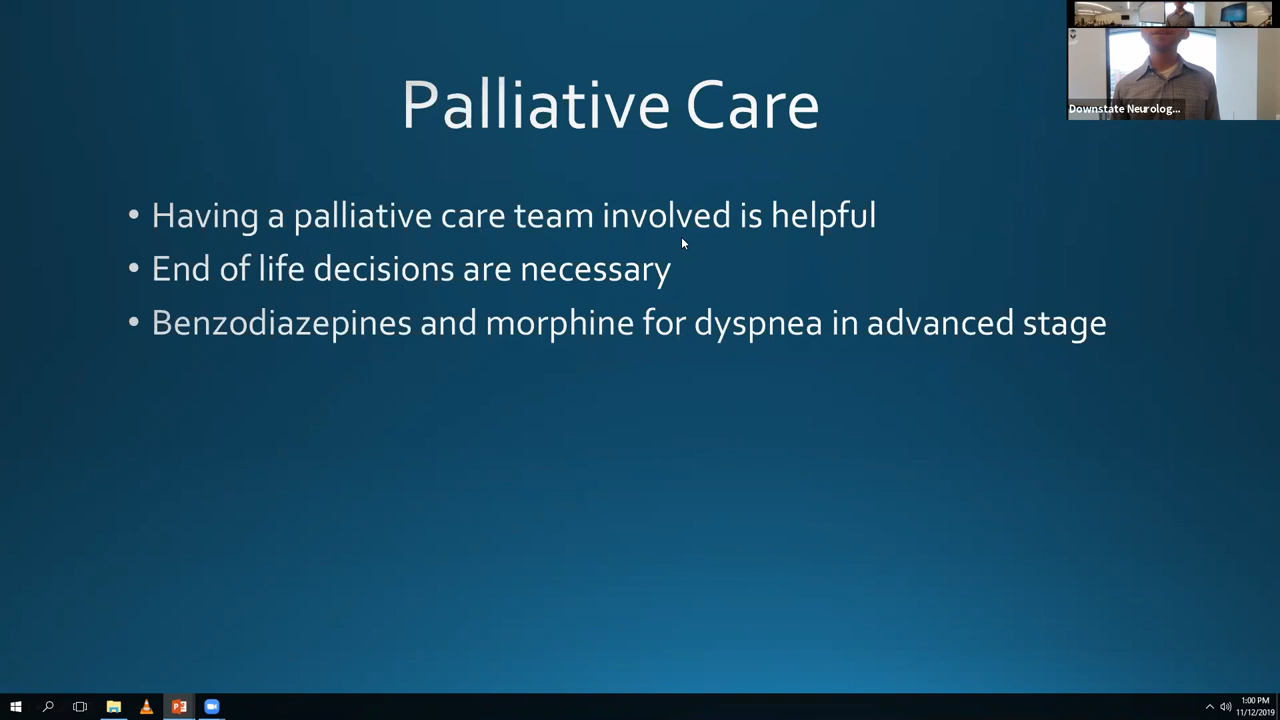 Palliative Care
• Having a palliative care team involved is helpful
• End of life decisions are necessary
• Benzodiazepines and morphine for dyspnea in advanced stage
Downstate Neurolog...
1:00 PM
11/12/2019